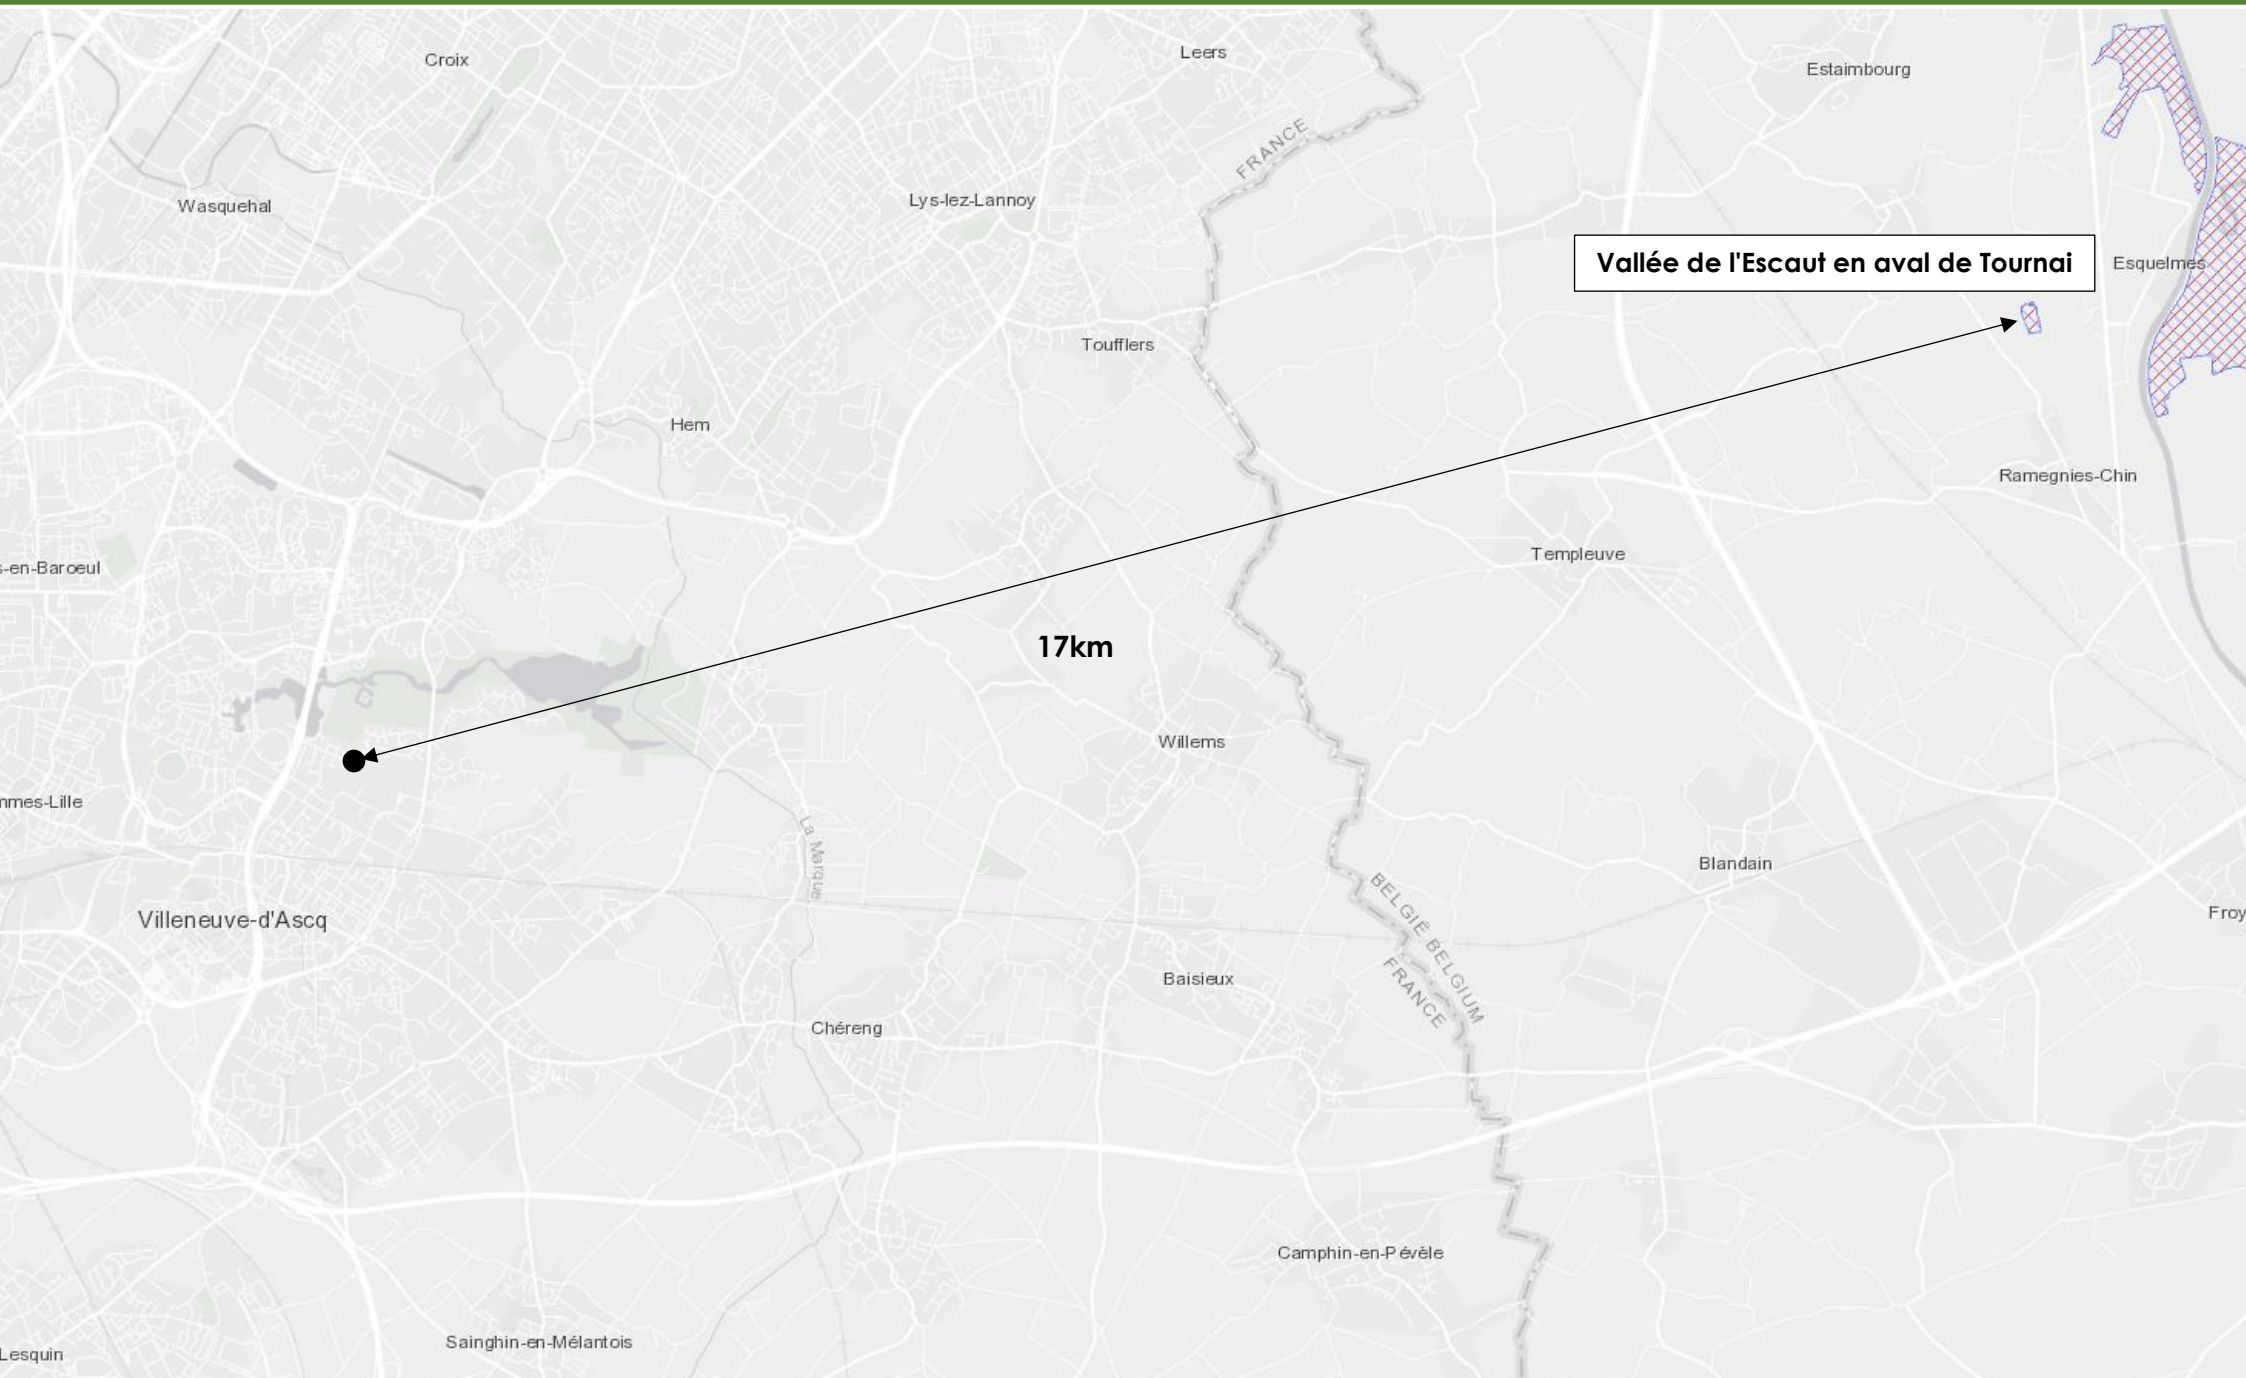 Croix
Leers
Estaimbourg
FRANCE
Wasquehal
Lys-lez-Lannoy
Vallée de l'Escaut en aval de Tournai
Esquelmes
Toufflers
Hem
Ramegnies-Chin
s-en-Baroeul
Templeuve
17km
Willems
mmes-Lille
La Marque
Blandain
BELGIË BELGIUM
FRANCE
Villeneuve-d'Ascq
Froy
Baisieux
Chéreng
Camphin-en-Pévèle
Sainghin-en-Mélantois
Lesquin